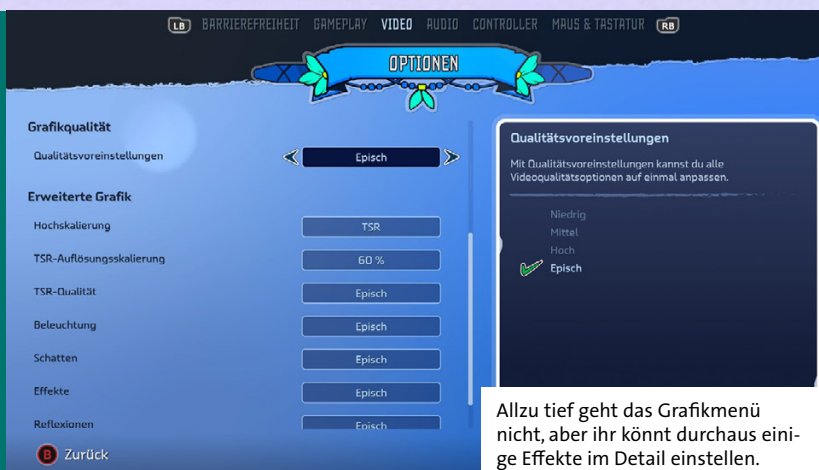 LB BARRIEREFREIHEIT GAMEPLAY VIDEO AUDIO CONTROLLER MAUS & TASTATUR RB
OPTIONEN
Grafikqualität
Qualitätsvoreinstellungen Episch
Erweiterte Grafik
Hochskalierung TSR
TSR-Auflösungsskalierung 60 %
TSR-Qualität Episch
Beleuchtung Episch
Schatten Episch
Effekte Episch
Reflexionen Episch
B Zurück
Qualitätsvoreinstellungen
Mit Qualitätsvoreinstellungen kannst du alle
Videoqualitätsoptionen auf einmal anpassen.
Niedrig
Mittel
Hoch
Episch
Allzu tief geht das Grafikmenü
nicht, aber ihr könnt durchaus eini-
ge Effekte im Detail einstellen.